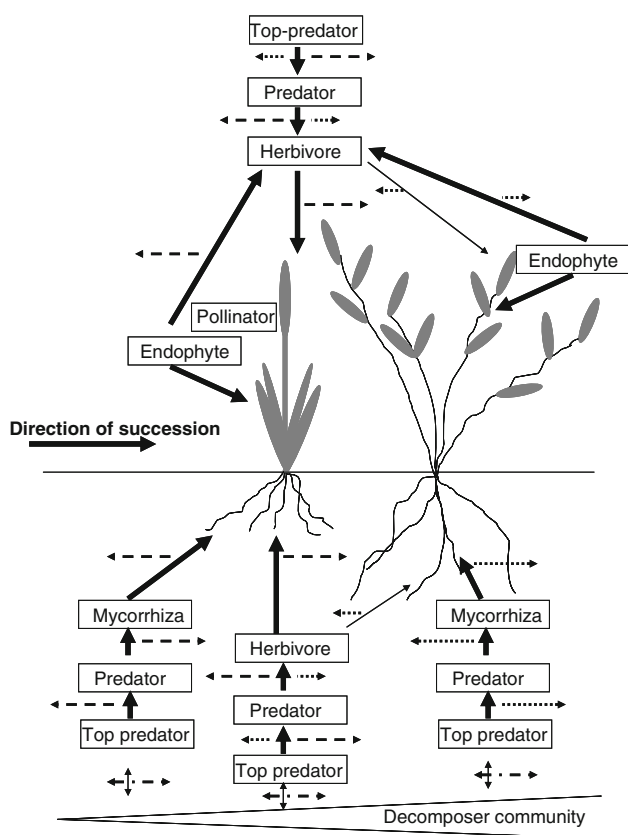 Top-predator
Predator
Herbivore
Endophyte
Pollinator
Endophyte
Direction of succession
Mycorrhiza
Mycorrhiza
Herbivore
Predator
Predator
Predator
Top predator
Top predator
Top predator
Decomposer community